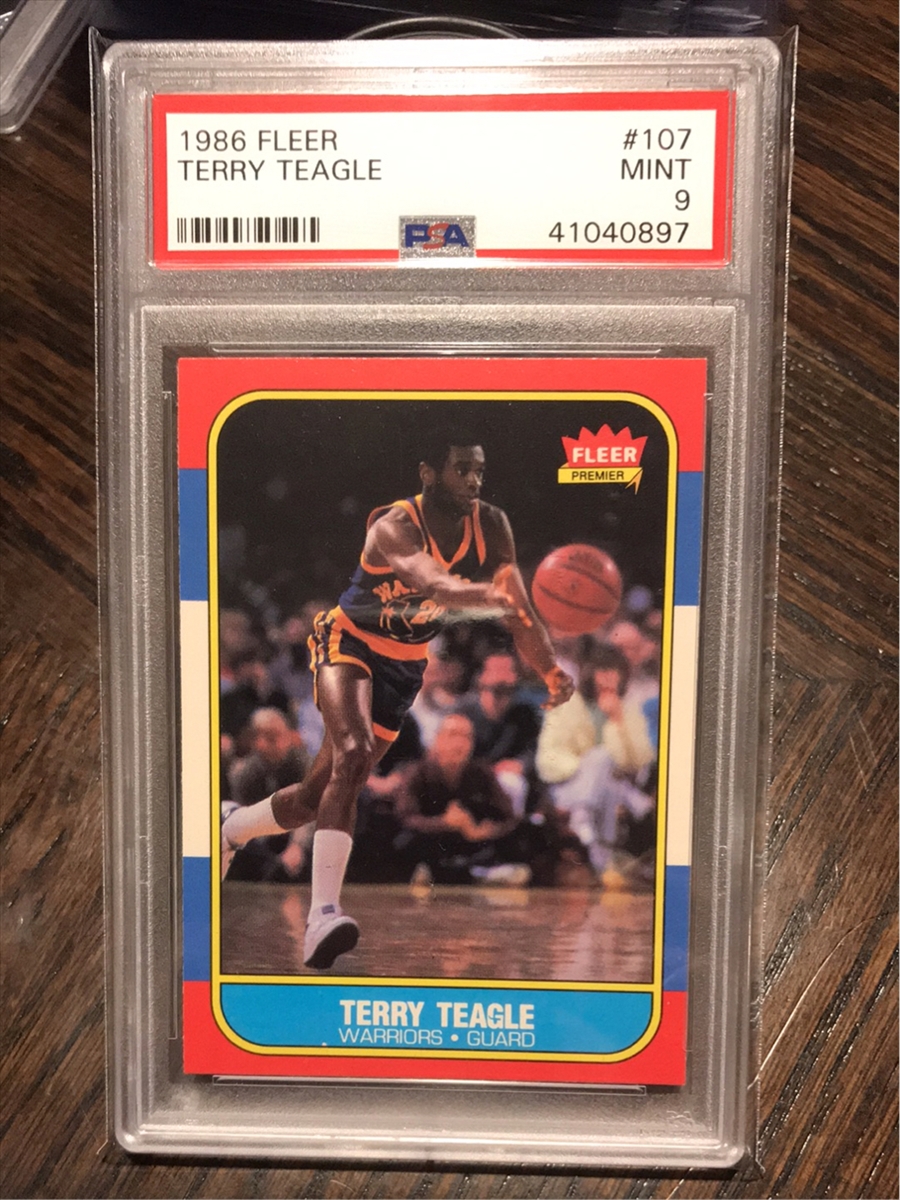 1986 FLEER #107
TERRY TEAGLE MINT
9
PSA 41040897
FLEER
PREMIER
TERRY TEAGLE
WARRIORS • GUARD